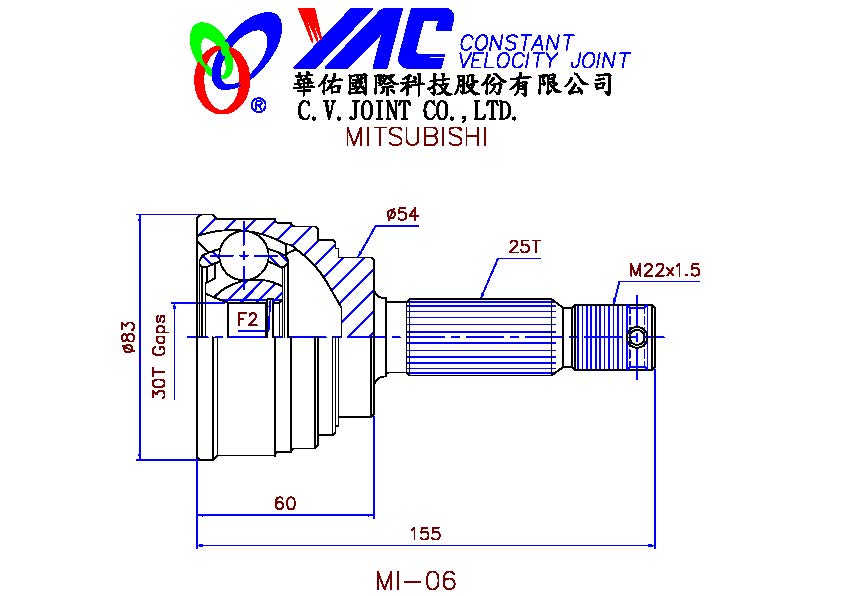 YAC CONSTANT
VELOCITY JOINT
華佑國際科技股份有限公司
®
C.V.JOINT CO.,LTD.
MITSUBISHI
ø54
25T
M22x1.5
F2
ø83
30T Gaps
60
155
MI-06